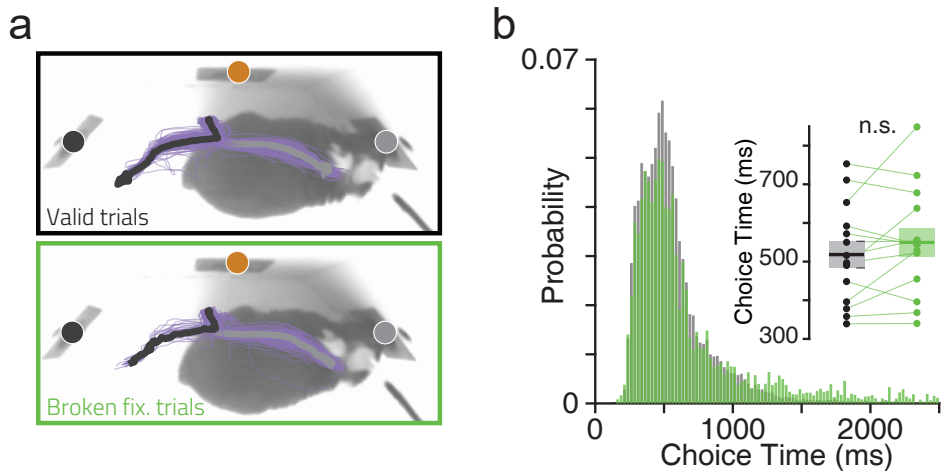 a
Valid trials
Broken fix. trials
b
0.07
Probability
0
0
1000
2000
Choice Time (ms)
n.s.
Choice Time (ms)
700
500
300